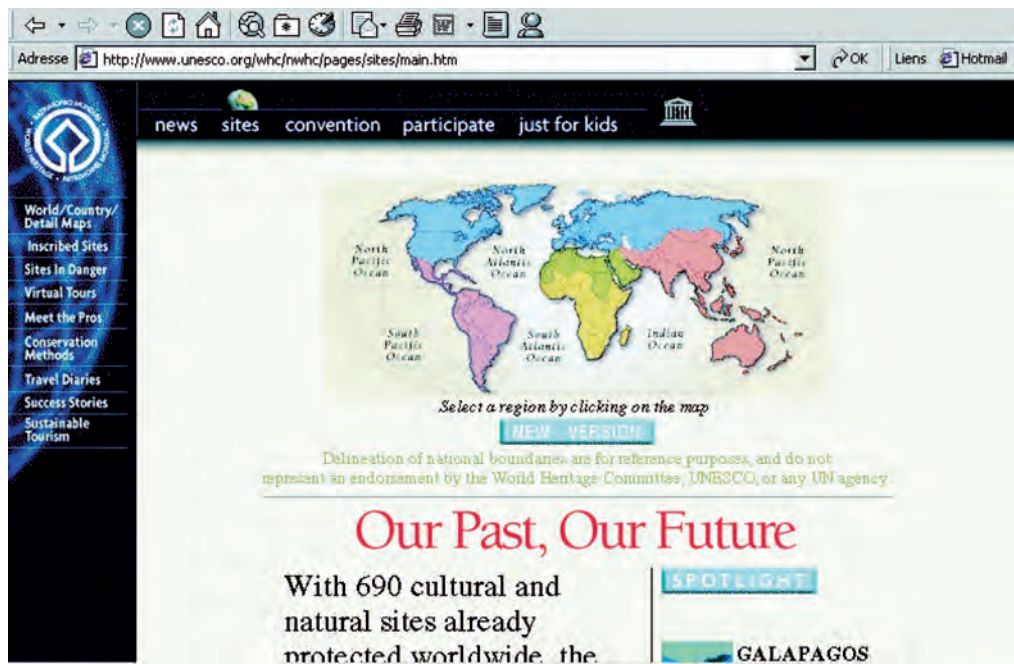 Adresse http://www.unesco.org/whc/nwhc/pages/sites/main.htm OK Liens Hotmail
news sites convention participate just for kids
World/Country/
Detail Maps
Inscribed Sites
Sites In Danger
Virtual Tours
Meet the Pros
Conservation
Methods
Travel Diaries
Success Stories
Sustainable
Tourism
North
Pacific
Ocean
North
Atlantic
Ocean
North
Pacific
Ocean
South
Pacific
Ocean
South
Atlantic
Ocean
Indian
Ocean
Select a region by clicking on the map
NEW VERSION
Delineation of national boundaries are for reference purposes, and do not
represent an endorsement by the World Heritage Committee, UNESCO, or any UN agency.
Our Past, Our Future
With 690 cultural and
natural sites already
protected worldwide, the
SPOTLIGHT
GALAPAGOS